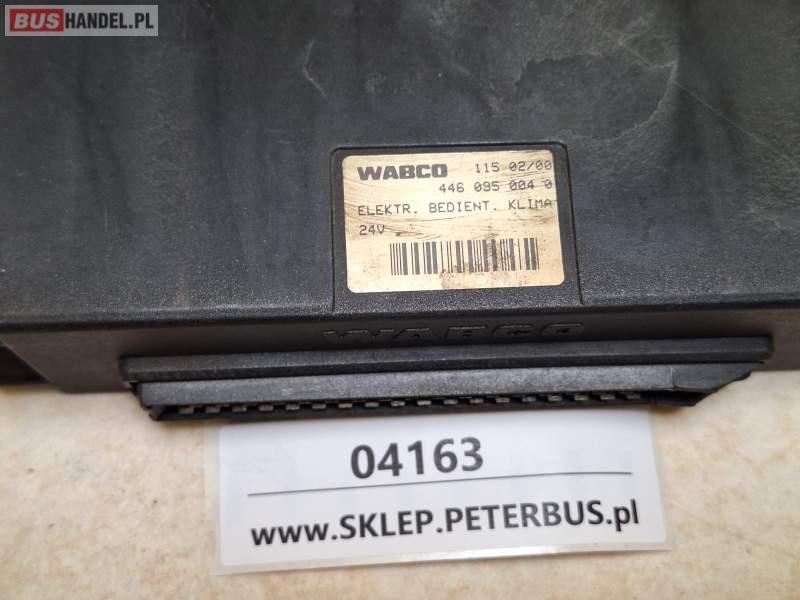 BUSHANDEL.PL
WABCO 115 02/00
446 095 004 0
ELEKTR. BEDIENT. KLIMA
24V
WABCO
04163
www.SKLEP.PETERBUS.pl